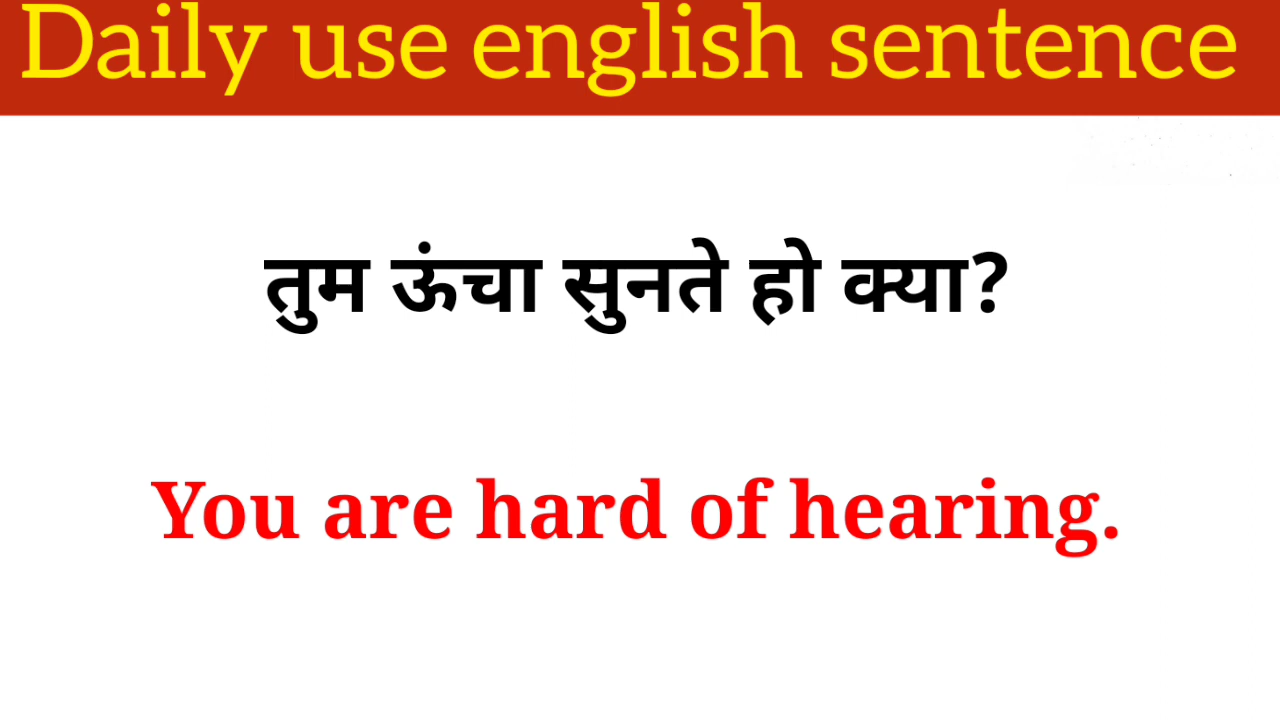 Daily use english sentence
तुम ऊंचा सुनते हो क्या?
You are hard of hearing.